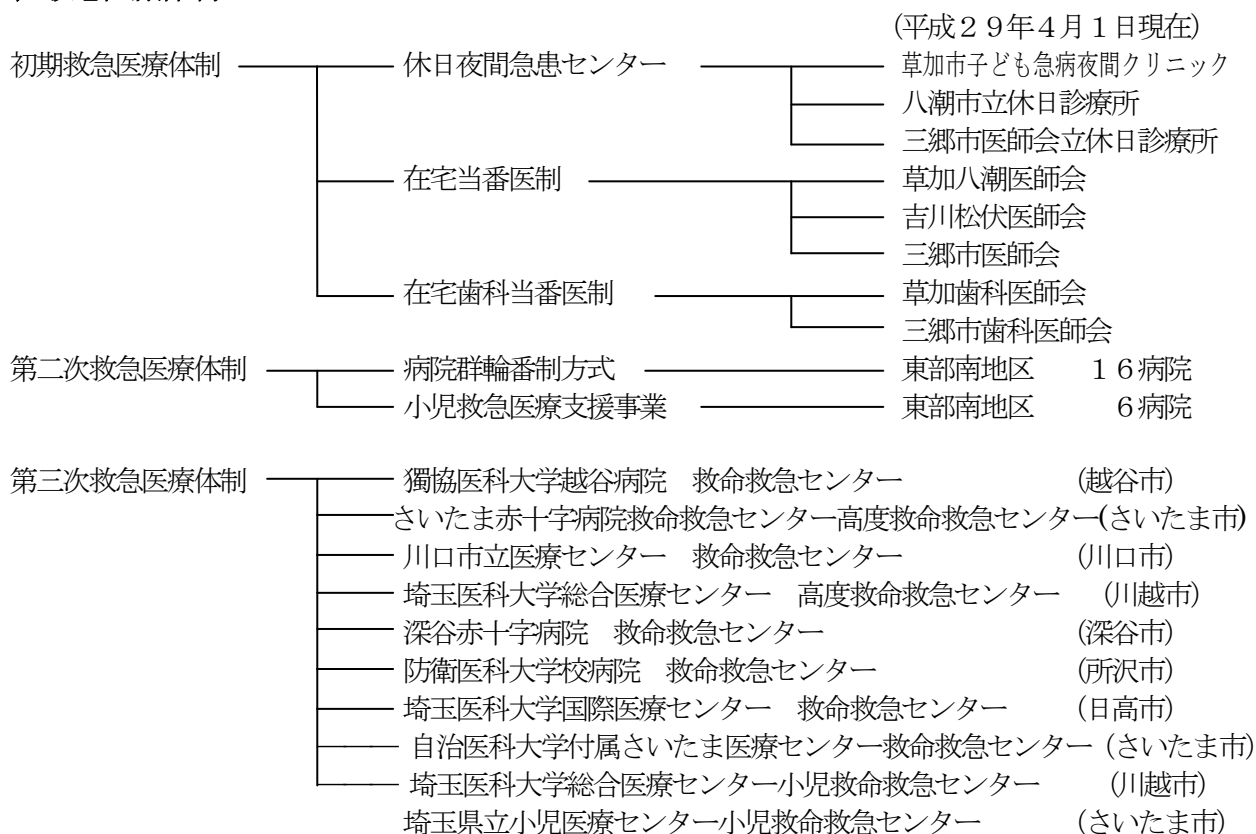 (平成２９年４月１日現在)
初期救急医療体制 休日夜間急患センター 草加市子ども急病夜間クリニック
八潮市立休日診療所
三郷市医師会立休日診療所
在宅当番医制 草加八潮医師会
吉川松伏医師会
三郷市医師会
在宅歯科当番医制 草加歯科医師会
三郷市歯科医師会
第二次救急医療体制 病院群輪番制方式 東部南地区 １６病院
小児救急医療支援事業 東部南地区 ６病院
第三次救急医療体制 獨協医科大学越谷病院 救命救急センター (越谷市)
さいたま赤十字病院救命救急センター高度救命救急センター(さいたま市)
川口市立医療センター 救命救急センター (川口市)
埼玉医科大学総合医療センター 高度救命救急センター (川越市)
深谷赤十字病院 救命救急センター (深谷市)
防衛医科大学校病院 救命救急センター (所沢市)
埼玉医科大学国際医療センター 救命救急センター (日高市)
自治医科大学付属さいたま医療センター救命救急センター (さいたま市)
埼玉医科大学総合医療センター小児救命救急センター (川越市)
埼玉県立小児医療センター小児救命救急センター (さいたま市)